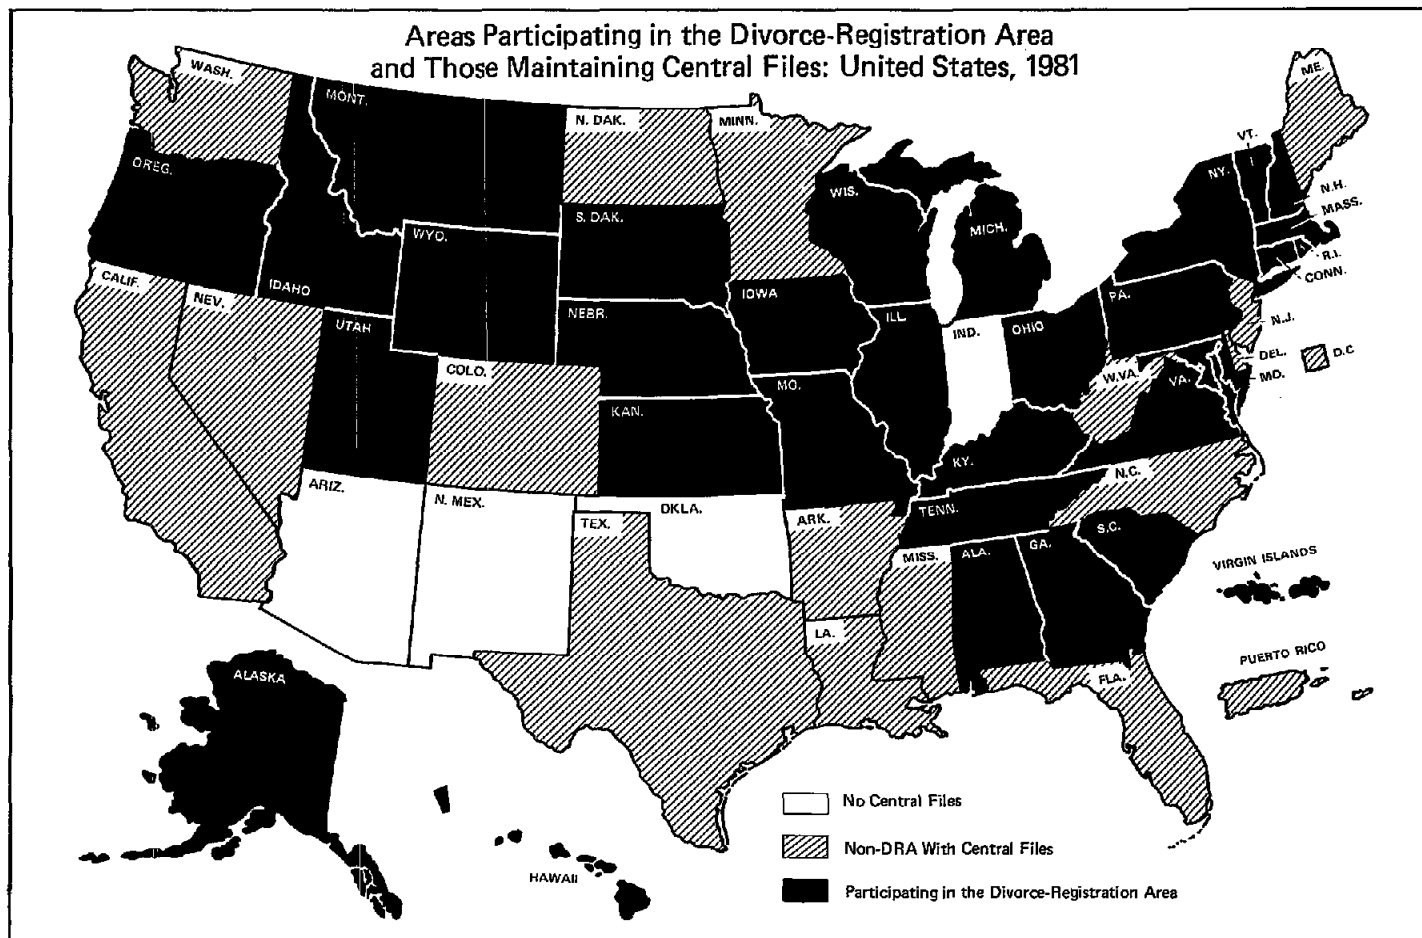 Areas Participating in the Divorce-Registration Area
and Those Maintaining Central Files: United States, 1981
WASH.
MONT.
N. DAK.
MINN.
ME.
VT.
OREG.
WIS.
NY.
N.H.
MASS.
S. DAK.
MICH.
WYO.
R.I.
CONN.
CALIF.
NEV.
IDAHO
IOWA
PA.
NEBR.
ILL.
UTAH
IND.
OHIO
N.J.
COLO.
W.VA.
DEL.
D.C
MO.
VA.
MD.
KAN.
KY.
N.C.
ARIZ.
N. MEX.
OKLA.
TENN.
TEX.
ARK.
S.C.
MISS.
ALA.
GA.
VIRGIN ISLANDS
LA.
PUERTO RICO
FLA.
ALASKA
No Central Files
Non-DRA With Central Files
HAWAII
Participating in the Divorce-Registration Area